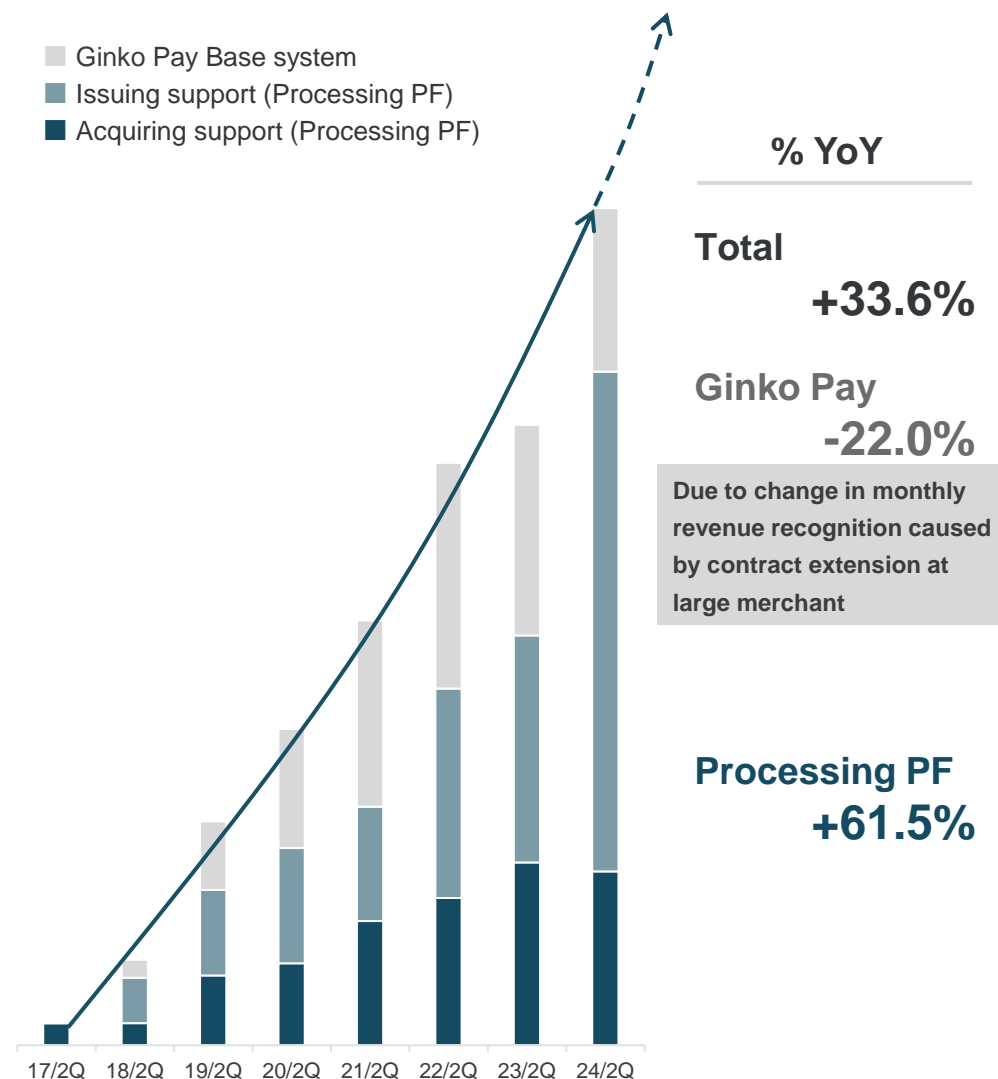 Ginko Pay Base system
Issuing support (Processing PF)
Acquiring support (Processing PF)
% YoY
Total
+33.6%
Ginko Pay
-22.0%
Due to change in monthly
revenue recognition caused
by contract extension at
large merchant
Processing PF
+61.5%
17/2Q 18/2Q 19/2Q 20/2Q 21/2Q 22/2Q 23/2Q 24/2Q